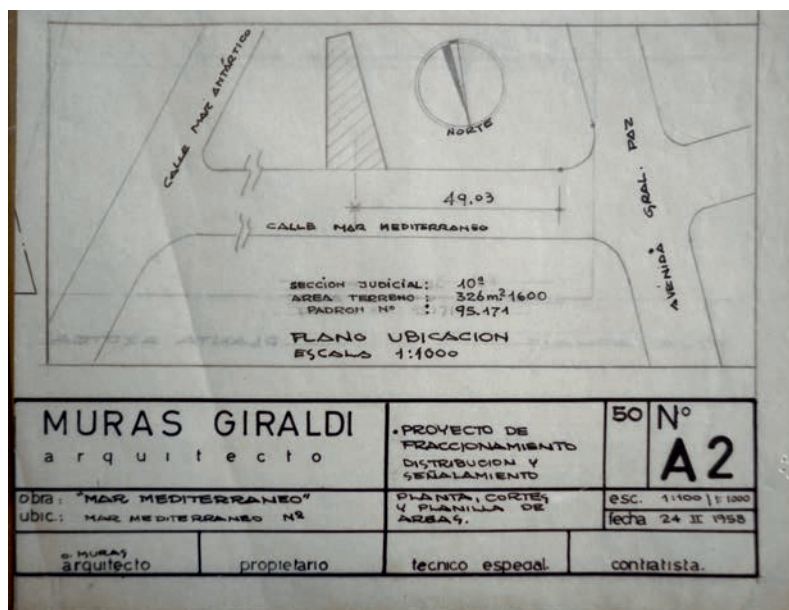 CALLE MAR ANTÁRTICO
NORTE
AVENIDA GRAL. PAZ
49.03
CALLE MAR MEDITERRANEO
SECCION JUDICIAL: 10ª
AREA TERRENO : 326m² 1600
PADRON Nº : 95.171
PLANO UBICACION
ESCALA 1:1000
MURAS GIRALDI
arquitecto
.PROYECTO DE
FRACCIONAMIENTO
DISTRIBUCION Y
SEÑALAMIENTO
50
Nº
A2
obra: "MAR MEDITERRANEO"
ubic.: MAR MEDITERRANEO Nº
PLANTA, CORTES
Y PLANILLA DE
AREAS.
esc. 1:100 | 1:1000
fecha 24 II 1958
O. MURAS
arquitecto
propietario
tecnico especial.
contratista.